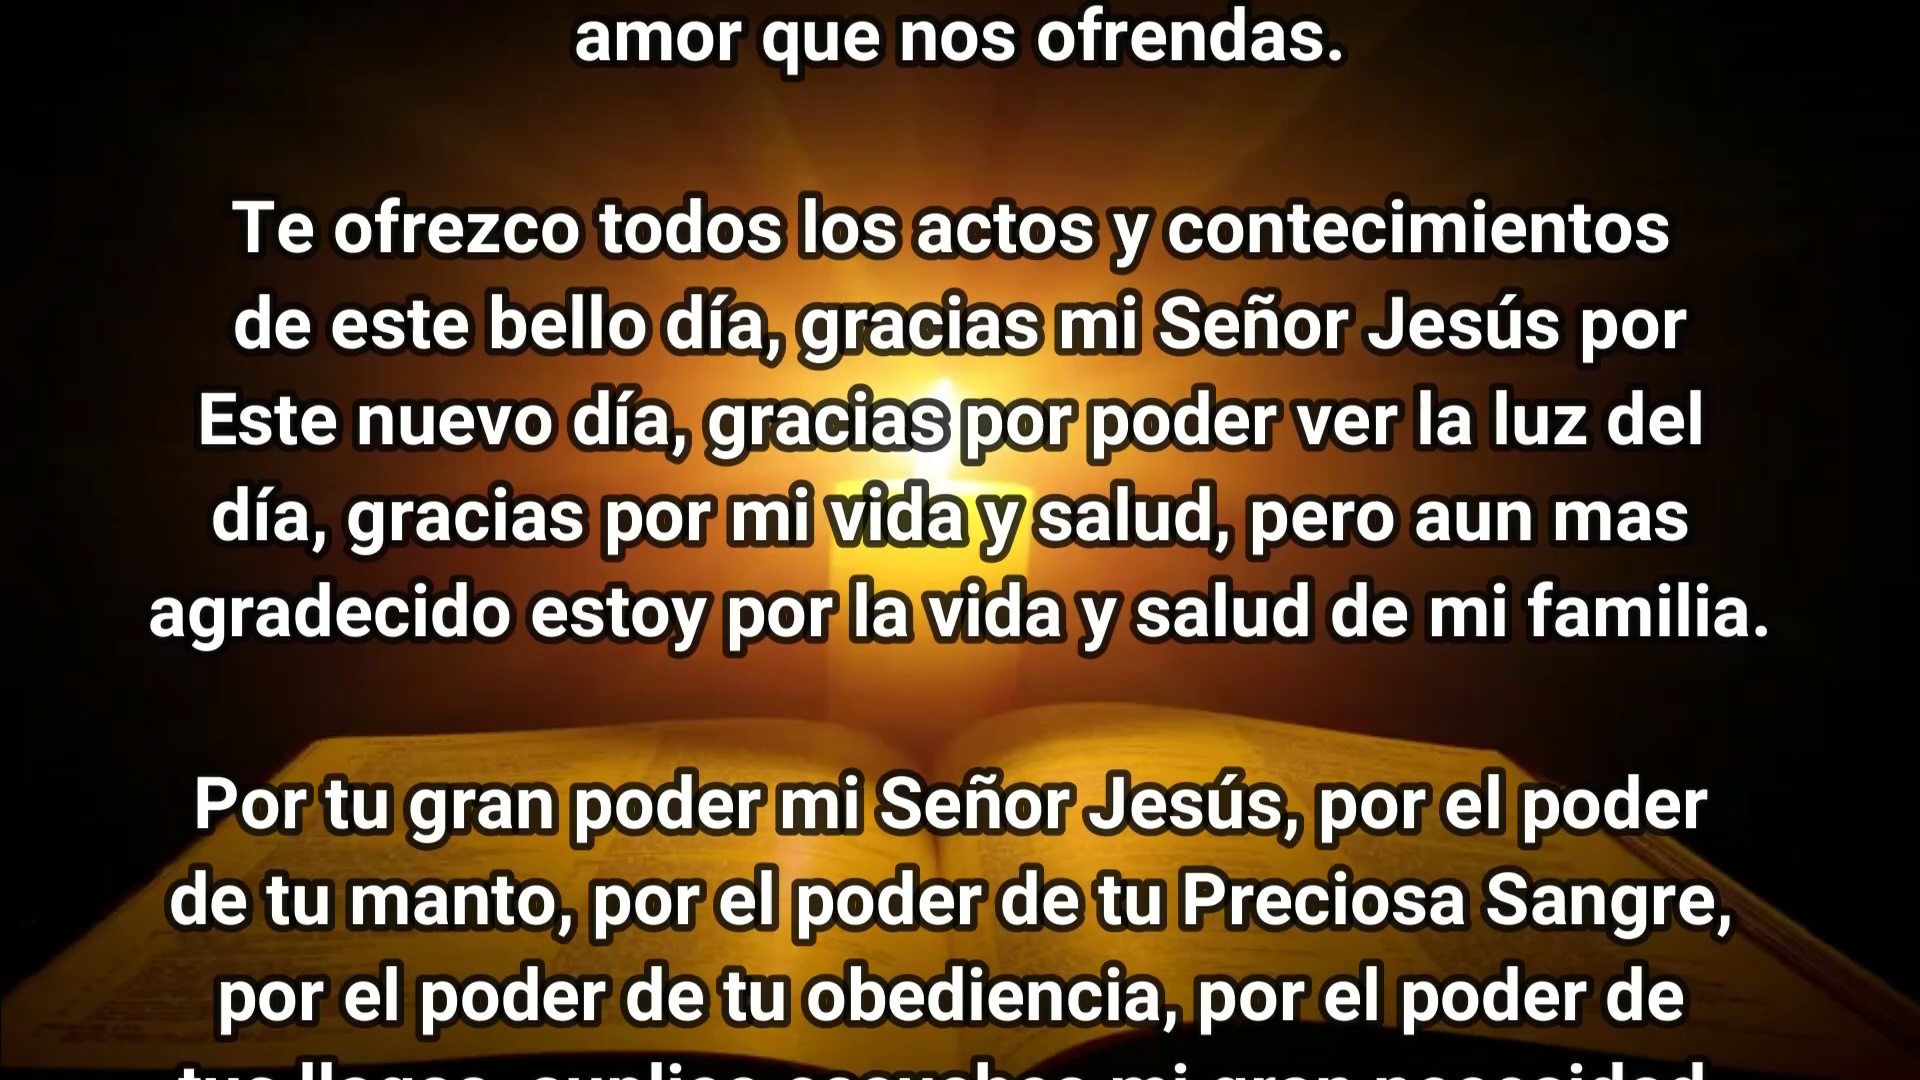 amor que nos ofrendas.
Te ofrezco todos los actos y contecimientos
de este bello día, gracias mi Señor Jesús por
Este nuevo día, gracias por poder ver la luz del
día, gracias por mi vida y salud, pero aun mas
agradecido estoy por la vida y salud de mi familia.
Por tu gran poder mi Señor Jesús, por el poder
de tu manto, por el poder de tu Preciosa Sangre,
por el poder de tu obediencia, por el poder de